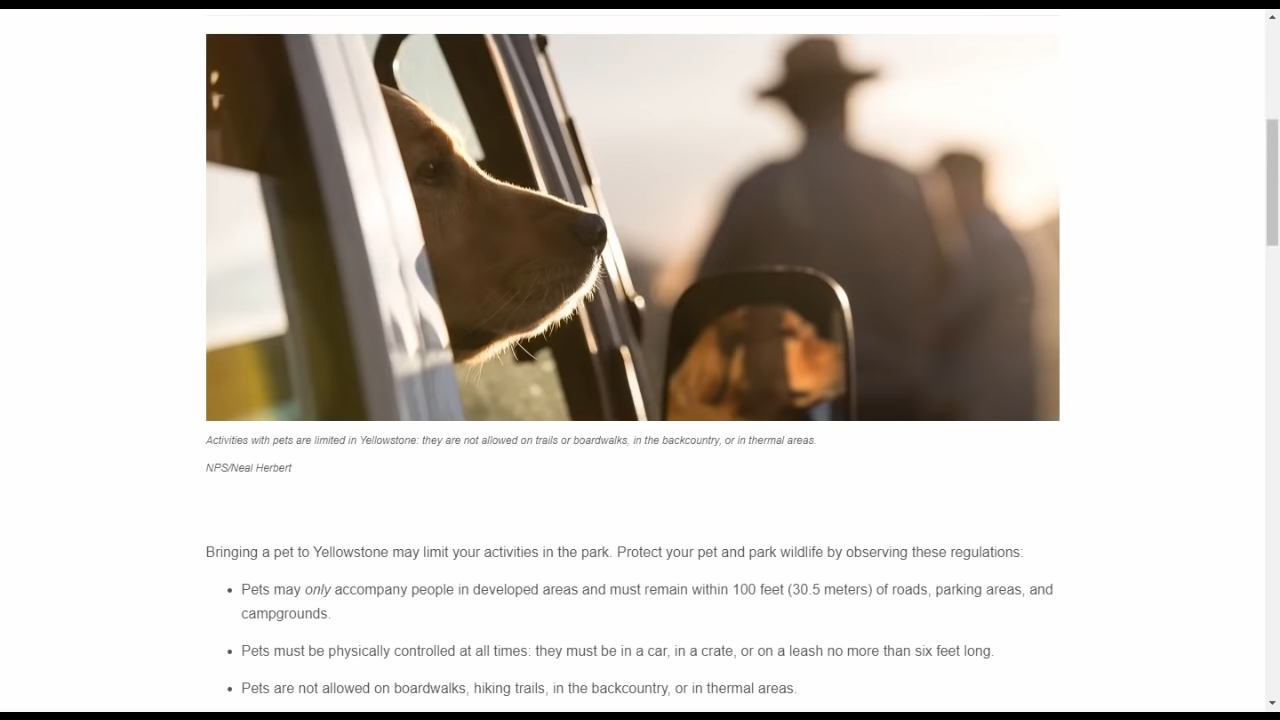 Activities with pets are limited in Yellowstone: they are not allowed on trails or boardwalks, in the backcountry, or in thermal areas.
NPS/Neal Herbert
Bringing a pet to Yellowstone may limit your activities in the park. Protect your pet and park wildlife by observing these regulations:
• Pets may only accompany people in developed areas and must remain within 100 feet (30.5 meters) of roads, parking areas, and
campgrounds.
• Pets must be physically controlled at all times: they must be in a car, in a crate, or on a leash no more than six feet long.
• Pets are not allowed on boardwalks, hiking trails, in the backcountry, or in thermal areas.